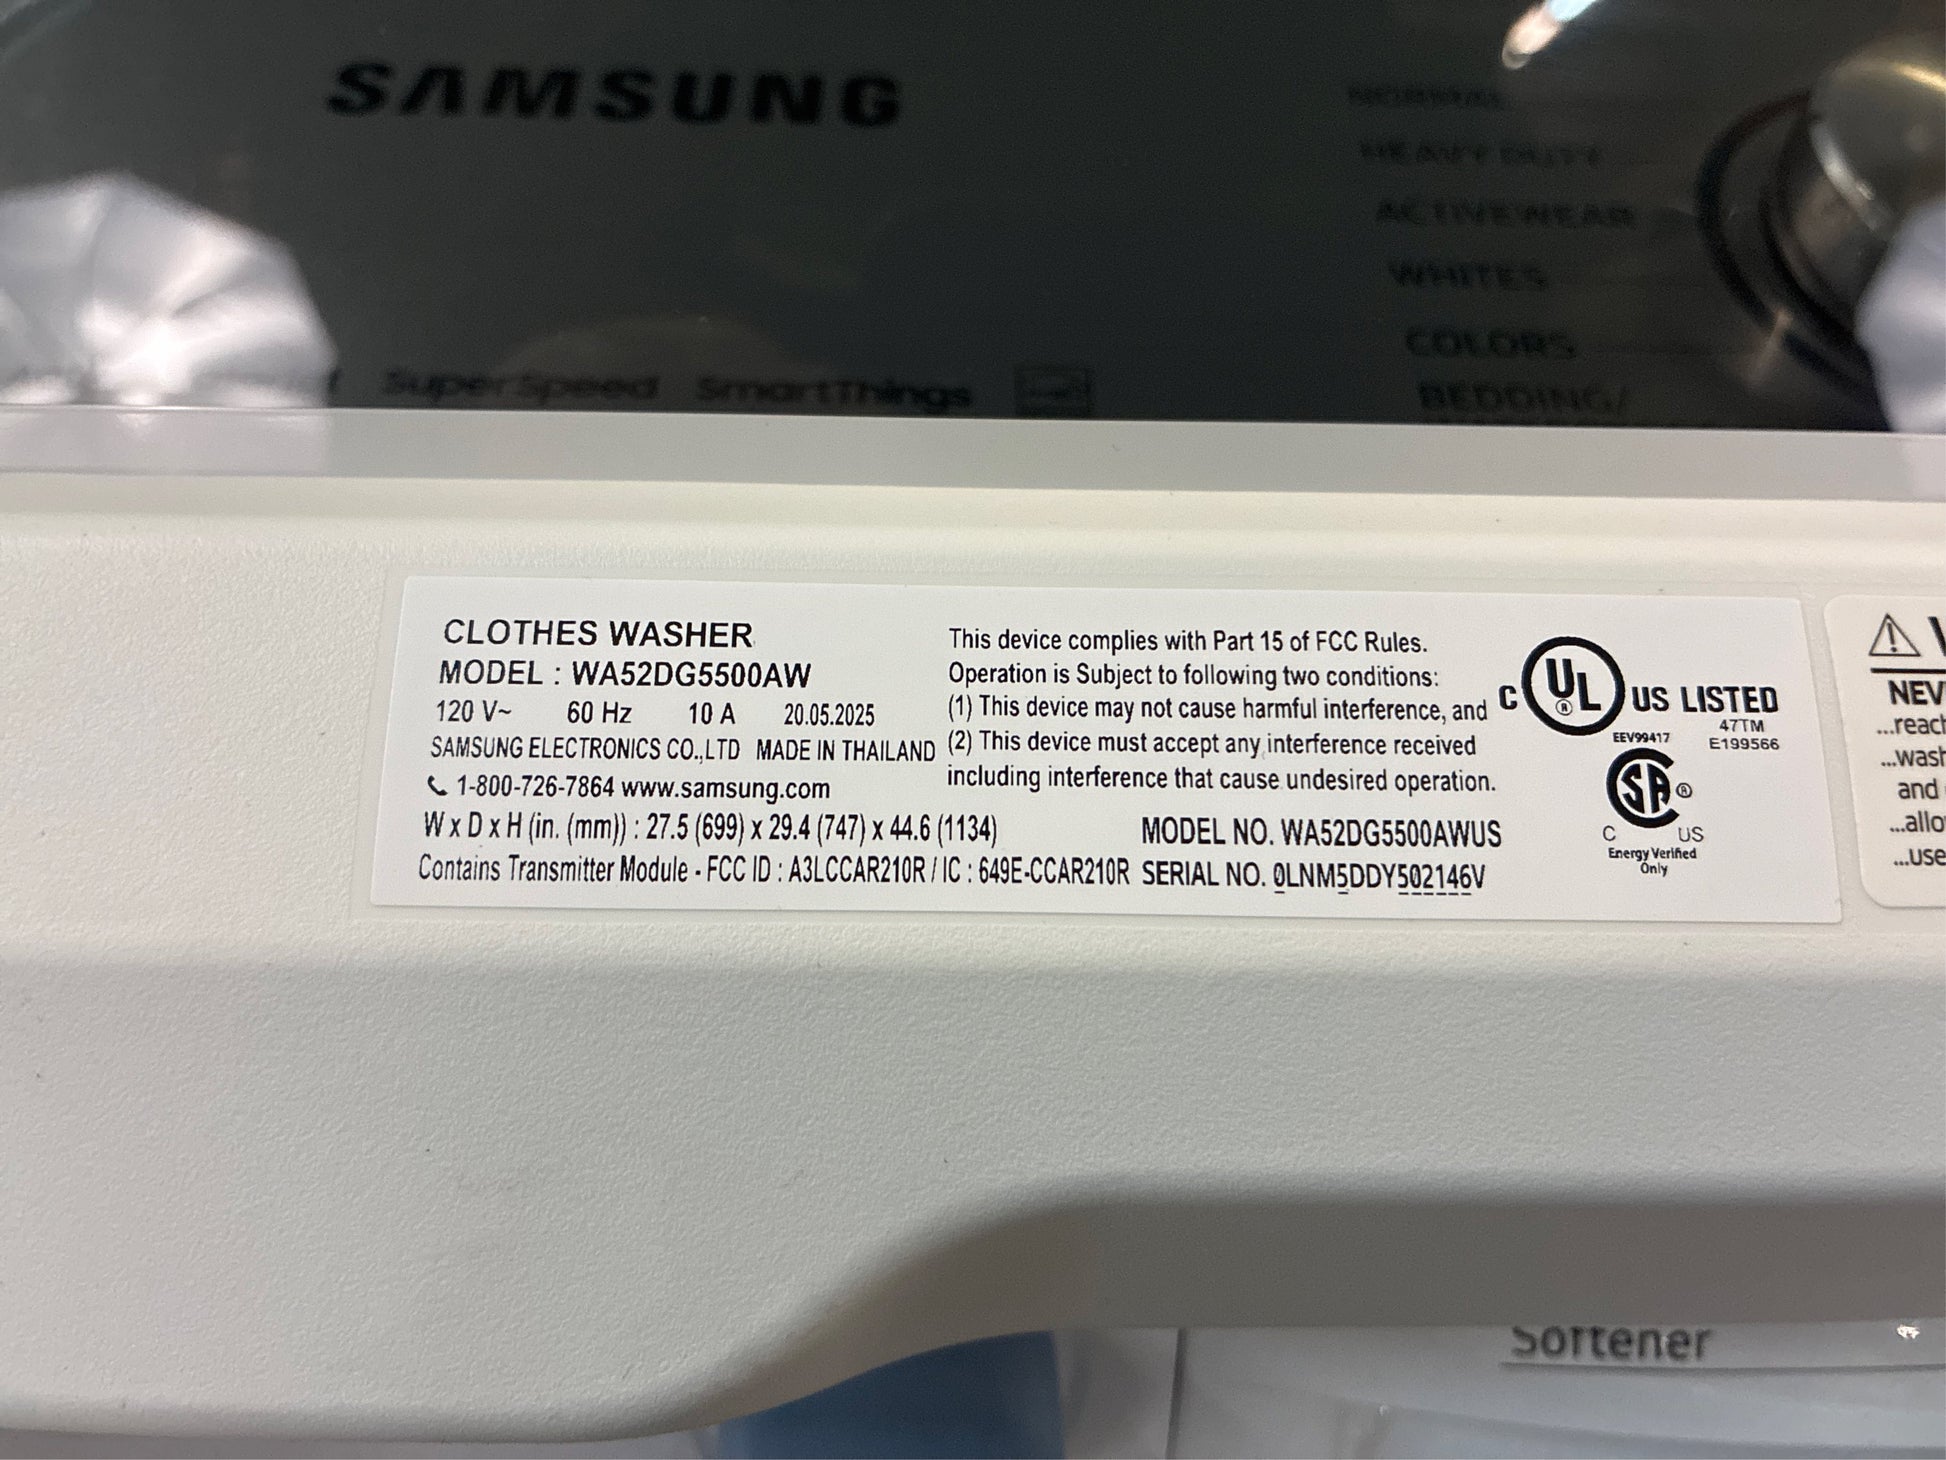 SAMSUNG
NORMAL
HEAVY DUTY
ACTIVEWEAR
WHITES
COLORS
BEDDING/
Super Speed SmartThings
CLOTHES WASHER
MODEL : WA52DG5500AW
120 V~ 60 Hz 10 A 20.05.2025
SAMSUNG ELECTRONICS CO.,LTD MADE IN THAILAND
1-800-726-7864 www.samsung.com
W x D x H (in. (mm)) : 27.5 (699) x 29.4 (747) x 44.6 (1134)
Contains Transmitter Module - FCC ID : A3LCCAR210R / IC : 649E-CCAR210R
This device complies with Part 15 of FCC Rules.
Operation is Subject to following two conditions:
(1) This device may not cause harmful interference, and
(2) This device must accept any interference received
including interference that cause undesired operation.
MODEL NO. WA52DG5500AWUS
SERIAL NO. 0LNM5DDY502146V
C UL ® US LISTED
47TM
E199566
EEV99417
SA ®
C US
Energy Verified
Only
NEV
...reach
...wash
and
...allo
...use
Softener